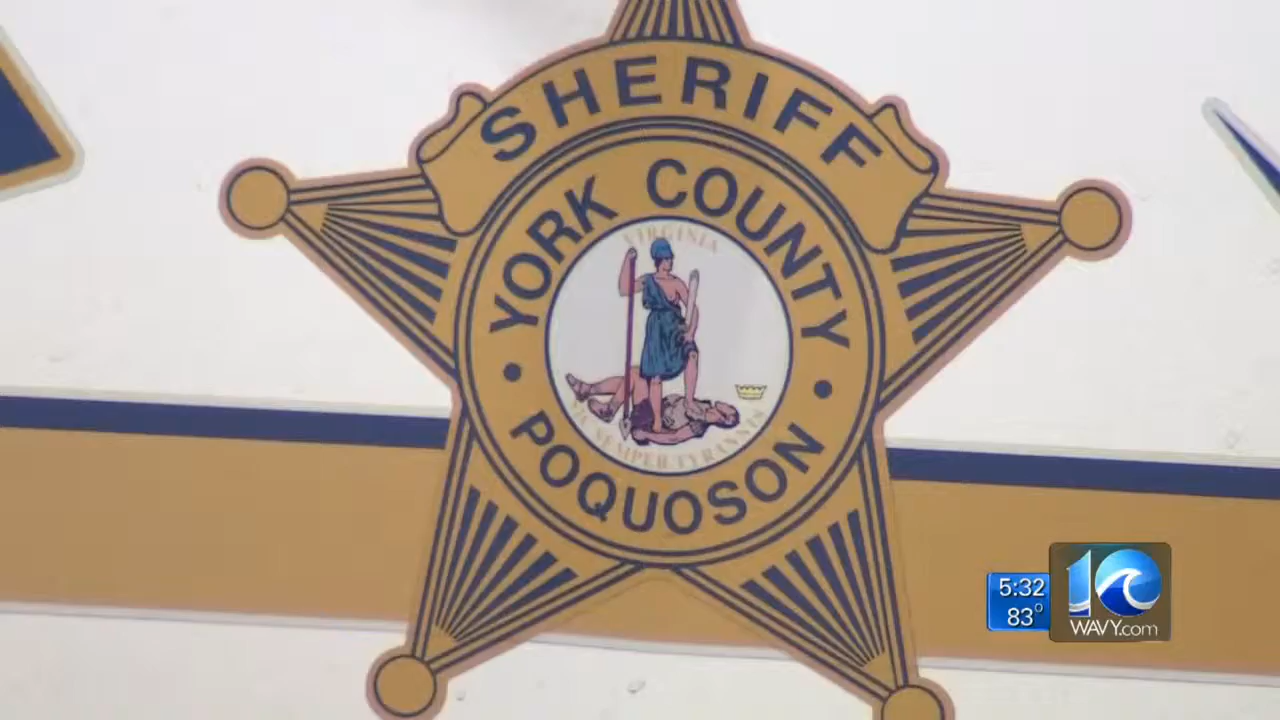 SHERIFF
YORK COUNTY
VIRGINIA
SIC SEMPER TYRANNIS
• POQUOSON •
5:32
83°
10
WAVY.com